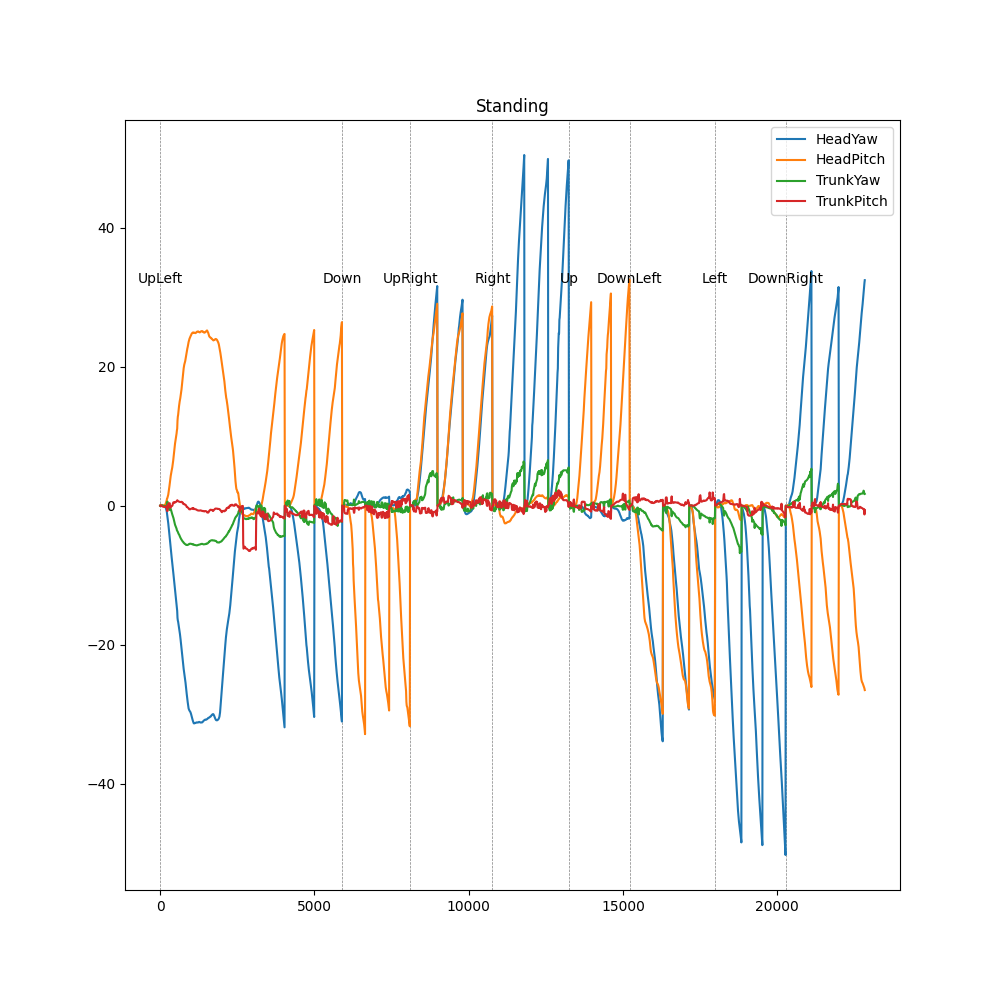 Standing
HeadYaw
HeadPitch
TrunkYaw
TrunkPitch
40
20
0
−20
−40
UpLeft Down UpRight Right Up DownLeft Left DownRight
0 5000 10000 15000 20000